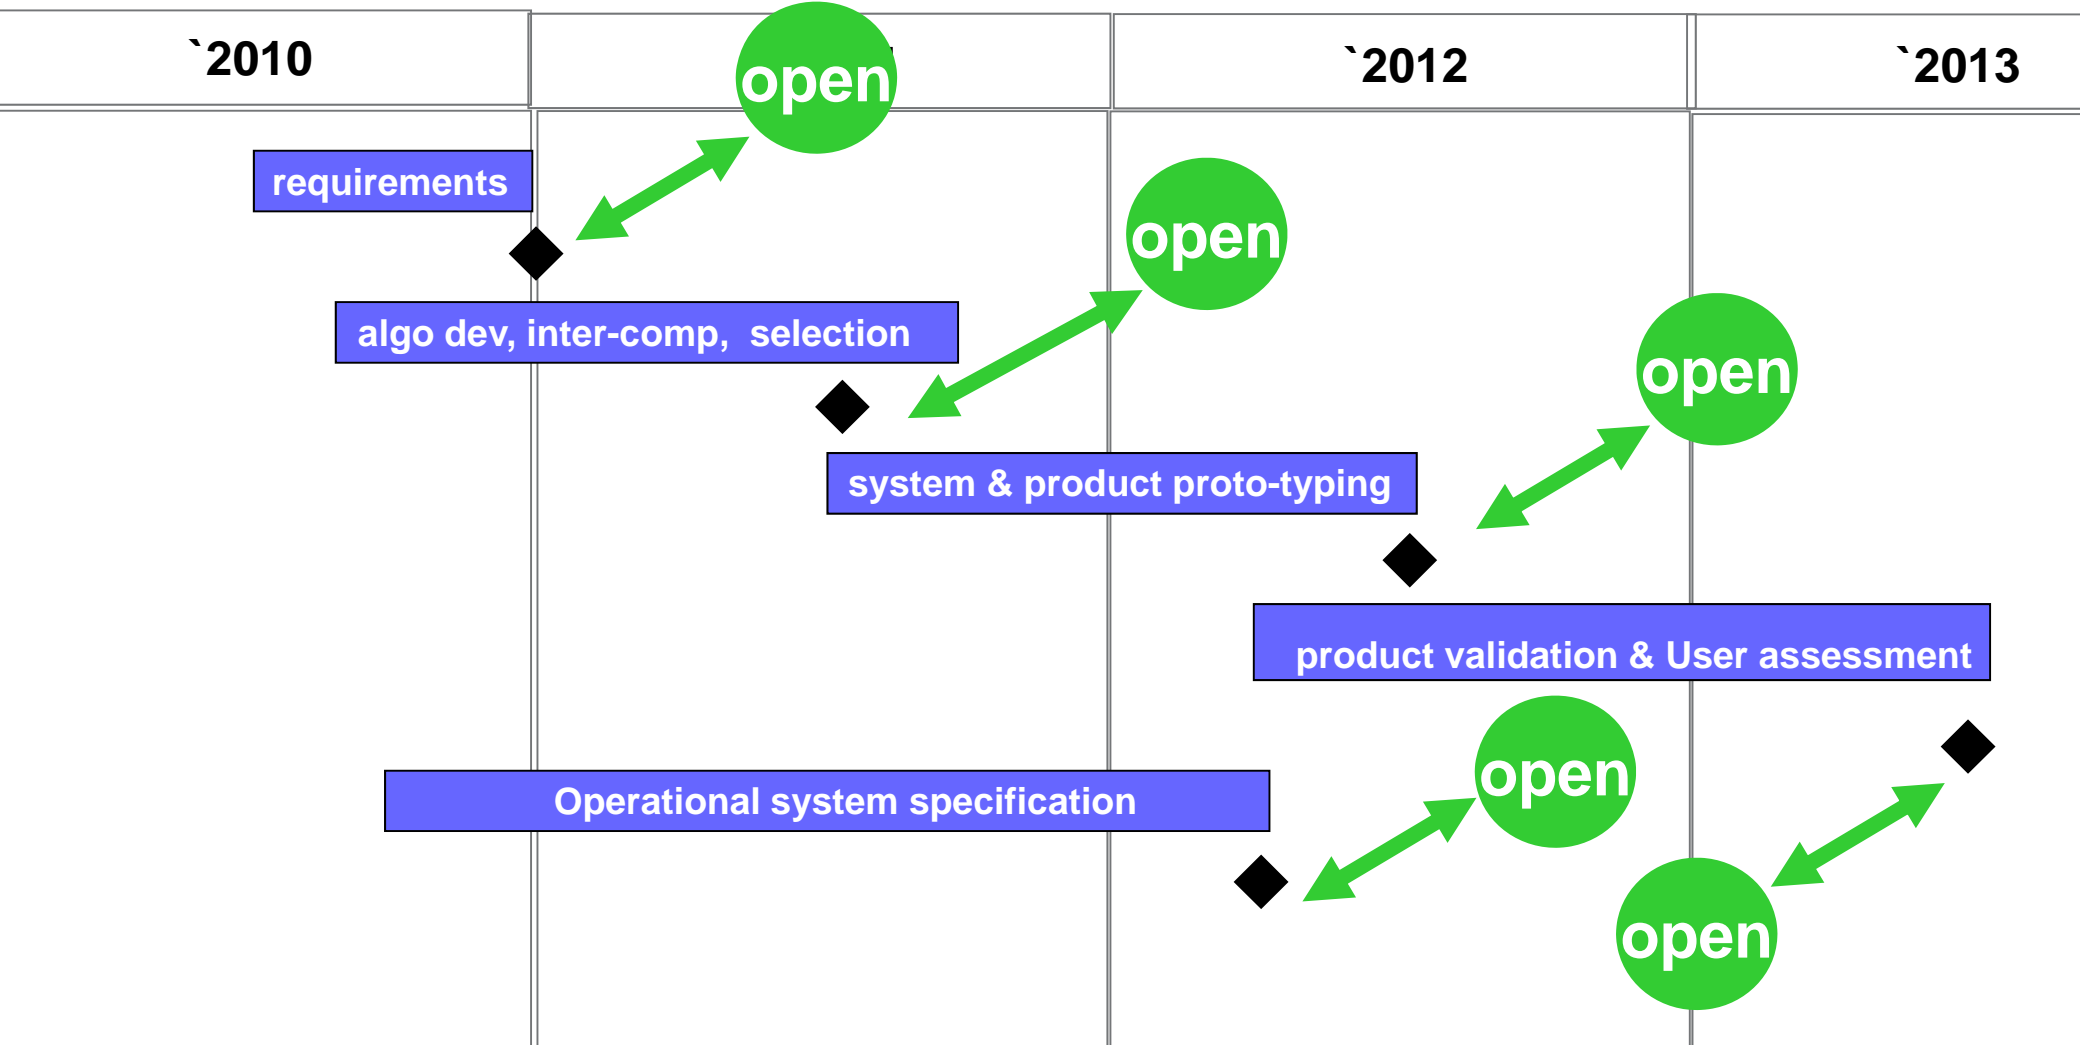 `2010
open
`2012
`2013
requirements
open
algo dev, inter-comp,  selection
open
system & product proto-typing
product validation & User assessment
open
Operational system specification
open